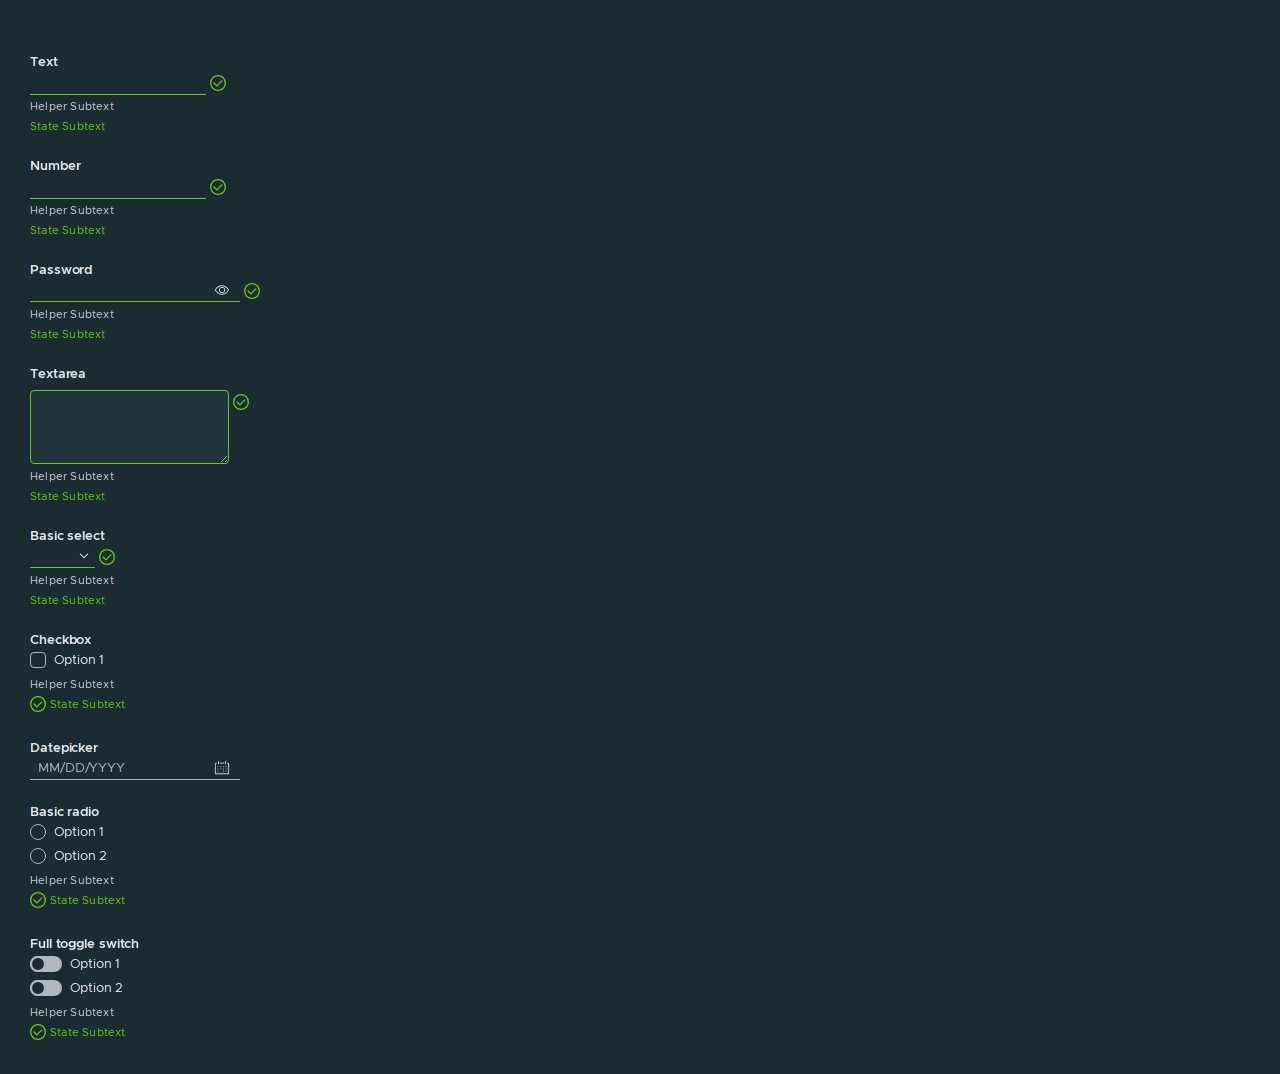 Text
Helper Subtext
State Subtext
Number
Helper Subtext
State Subtext
Password
Helper Subtext
State Subtext
Textarea
Helper Subtext
State Subtext
Basic select
Helper Subtext
State Subtext
Checkbox
Option 1
Helper Subtext
State Subtext
Datepicker
MM/DD/YYYY
Basic radio
Option 1
Option 2
Helper Subtext
State Subtext
Full toggle switch
Option 1
Option 2
Helper Subtext
State Subtext